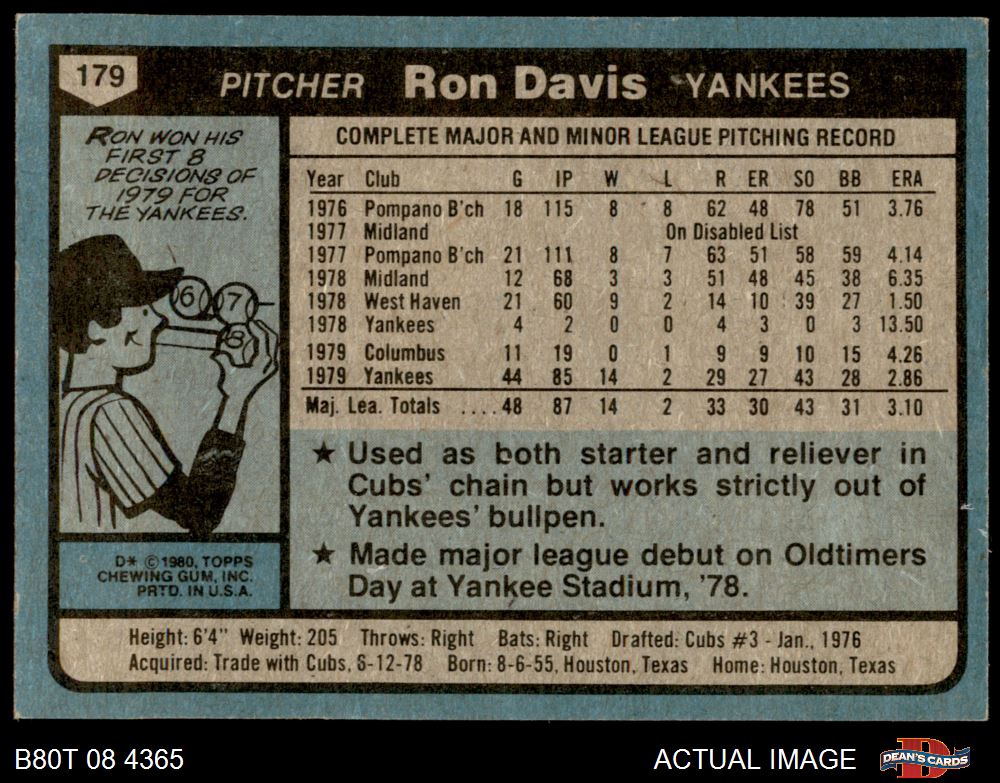 179
PITCHER Ron Davis YANKEES
RON WON HIS
FIRST 8
DECISIONS OF
1979 FOR
THE YANKEES.
6 7
8
COMPLETE MAJOR AND MINOR LEAGUE PITCHING RECORD
Year Club G IP W L R ER SO BB ERA
1976 Pompano B'ch 18 115 8 8 62 48 78 51 3.76
1977 Midland On Disabled List
1977 Pompano B'ch 21 111 8 7 63 51 58 59 4.14
1978 Midland 12 68 3 3 51 48 45 38 6.35
1978 West Haven 21 60 9 2 14 10 39 27 1.50
1978 Yankees 4 2 0 0 4 3 0 3 13.50
1979 Columbus 11 19 0 1 9 9 10 15 4.26
1979 Yankees 44 85 14 2 29 27 43 28 2.86
Maj. Lea. Totals ....48 87 14 2 33 30 43 31 3.10
★ Used as both starter and reliever in
Cubs' chain but works strictly out of
Yankees' bullpen.
★ Made major league debut on Oldtimers
Day at Yankee Stadium, '78.
D* ©1980, TOPPS
CHEWING GUM, INC.
PRTD. IN U.S.A.
Height: 6'4" Weight: 205 Throws: Right Bats: Right Drafted: Cubs #3 - Jan., 1976
Acquired: Trade with Cubs, 6-12-78 Born: 8-6-55, Houston, Texas Home: Houston, Texas
B80T 08 4365
ACTUAL IMAGE
DEAN'S CARDS